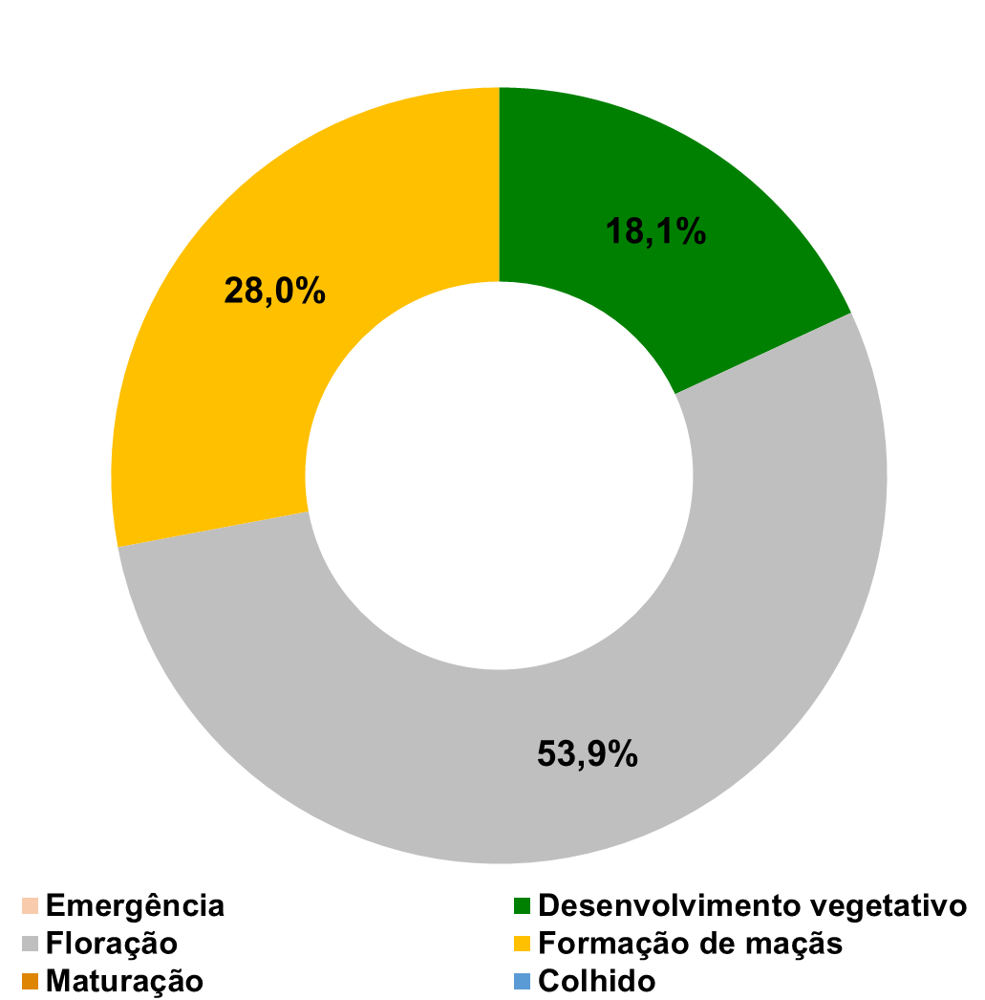 18,1%
28,0%
53,9%
Emergência
Desenvolvimento vegetativo
Floração
Formação de maçãs
Maturação
Colhido